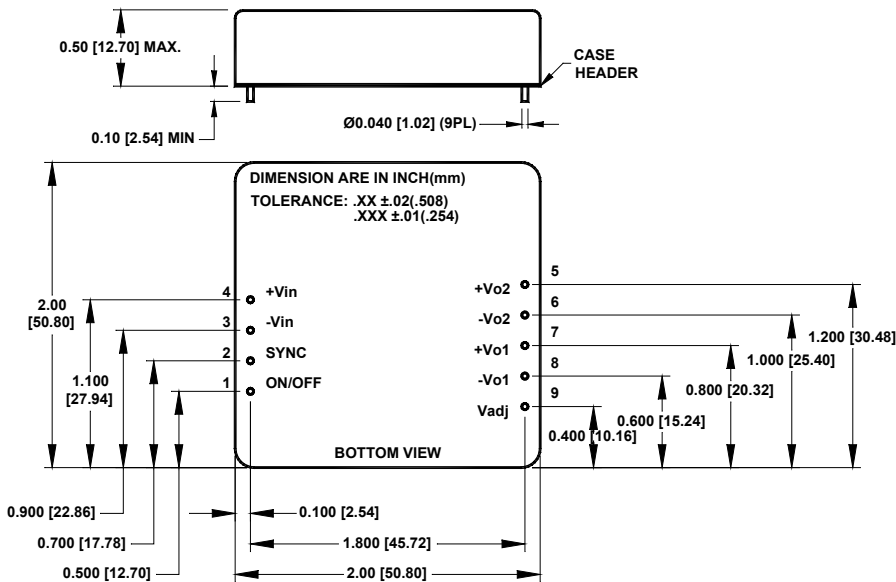 0.50 [12.70] MAX.
CASE
HEADER
0.10 [2.54] MIN
Ø0.040 [1.02] (9PL)
DIMENSION ARE IN INCH(mm)
TOLERANCE: .XX ±.02(.508)
.XXX ±.01(.254)
2.00
[50.80]
4
+Vin
3
-Vin
2
SYNC
1
ON/OFF
1.100
[27.94]
5
+Vo2
6
-Vo2
7
+Vo1
8
-Vo1
9
Vadj
1.200 [30.48]
1.000 [25.40]
0.800 [20.32]
0.600 [15.24]
0.400 [10.16]
BOTTOM VIEW
0.900 [22.86]
0.700 [17.78]
0.500 [12.70]
0.100 [2.54]
1.800 [45.72]
2.00 [50.80]